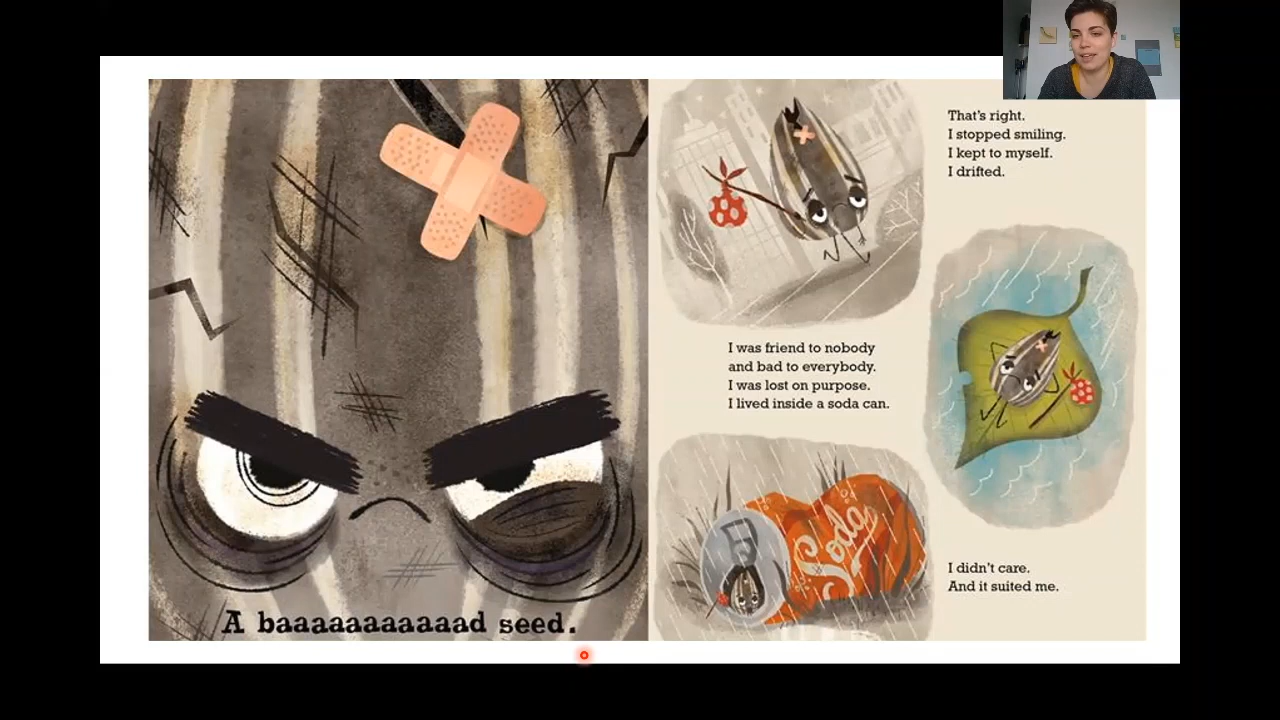 A baaaaaaaaaaad seed.
That's right.
I stopped smiling.
I kept to myself.
I drifted.
I was friend to nobody
and bad to everybody.
I was lost on purpose.
I lived inside a soda can.
Soda
I didn't care.
And it suited me.